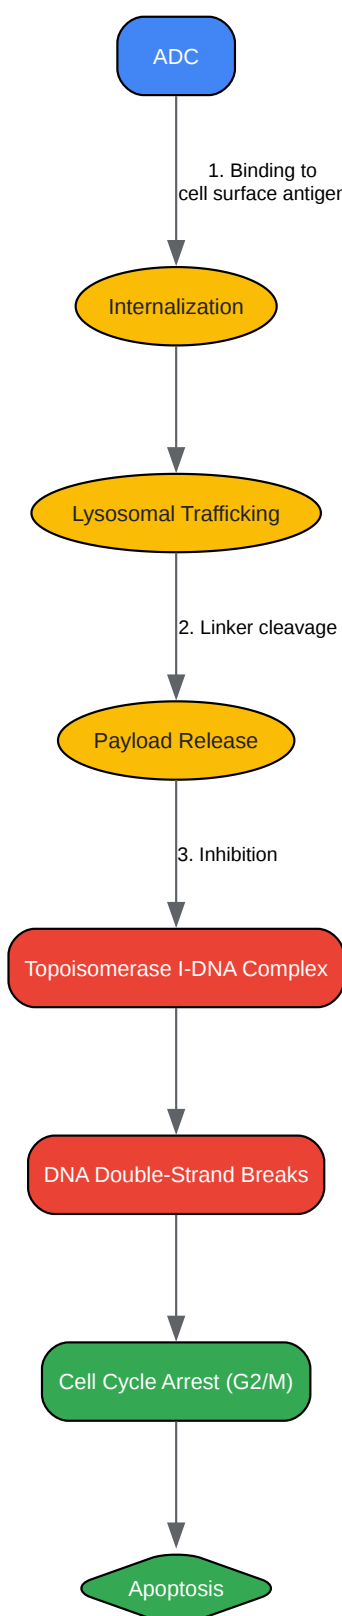 ADC
1. Binding to
cell surface antigen
Internalization
Lysosomal Trafficking
2. Linker cleavage
Payload Release
3. Inhibition
Topoisomerase I-DNA Complex
DNA Double-Strand Breaks
Cell Cycle Arrest (G2/M)
Apoptosis